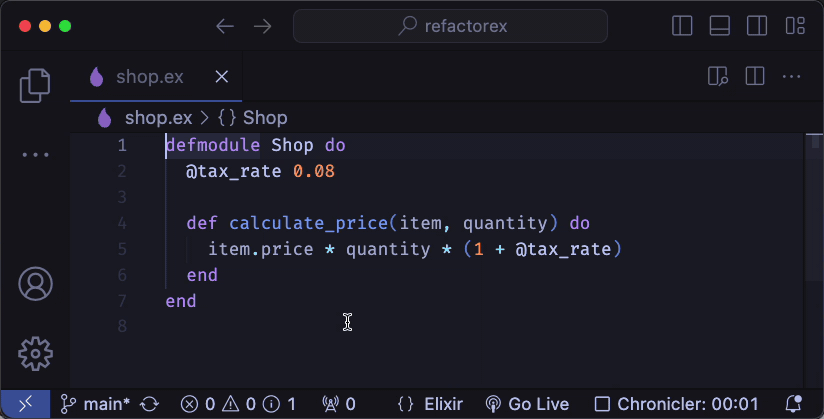 refactorex
shop.ex
shop.ex > {} Shop
1 defmodule Shop do
2   @tax_rate 0.08
3
4   def calculate_price(item, quantity) do
5     item.price * quantity * (1 + @tax_rate)
6   end
7 end
8
main* 0 0 1 0 {} Elixir Go Live Chronicler: 00:01